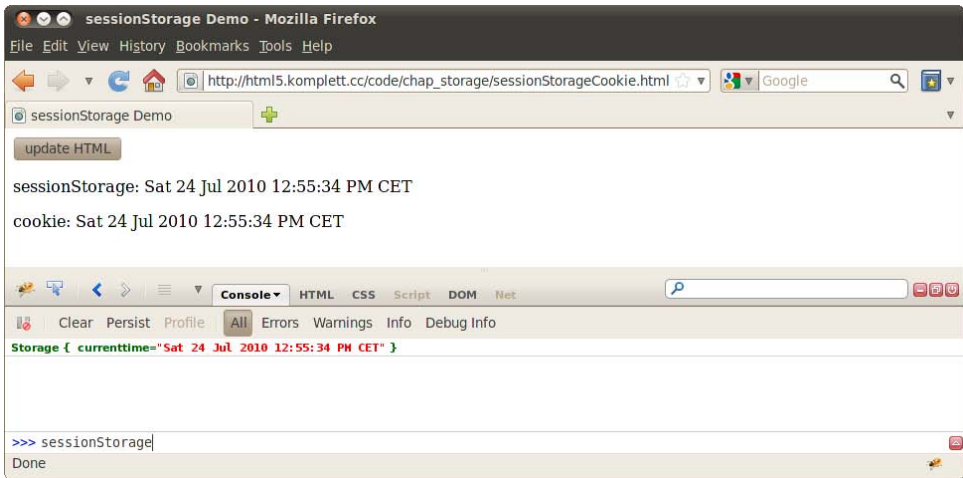 sessionStorage Demo - Mozilla Firefox
File Edit View History Bookmarks Tools Help
http://html5.komplett.cc/code/chap_storage/sessionStorageCookie.html Google
sessionStorage Demo
update HTML
sessionStorage: Sat 24 Jul 2010 12:55:34 PM CET
cookie: Sat 24 Jul 2010 12:55:34 PM CET
Console HTML CSS Script DOM Net
Clear Persist Profile All Errors Warnings Info Debug Info
Storage { currenttime="Sat 24 Jul 2010 12:55:34 PM CET" }
>>> sessionStorage
Done